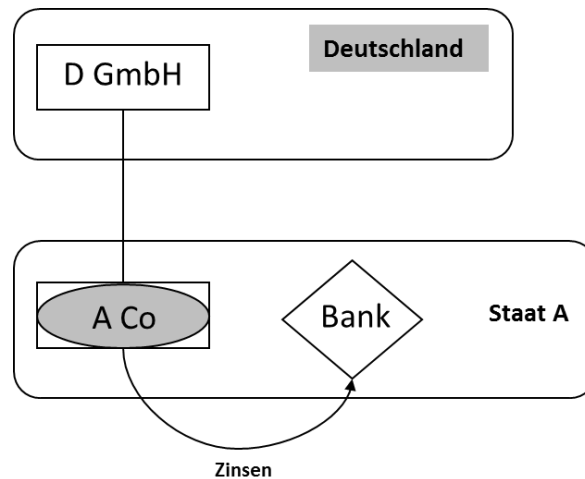 Deutschland
D GmbH
A Co
Bank
Staat A
Zinsen